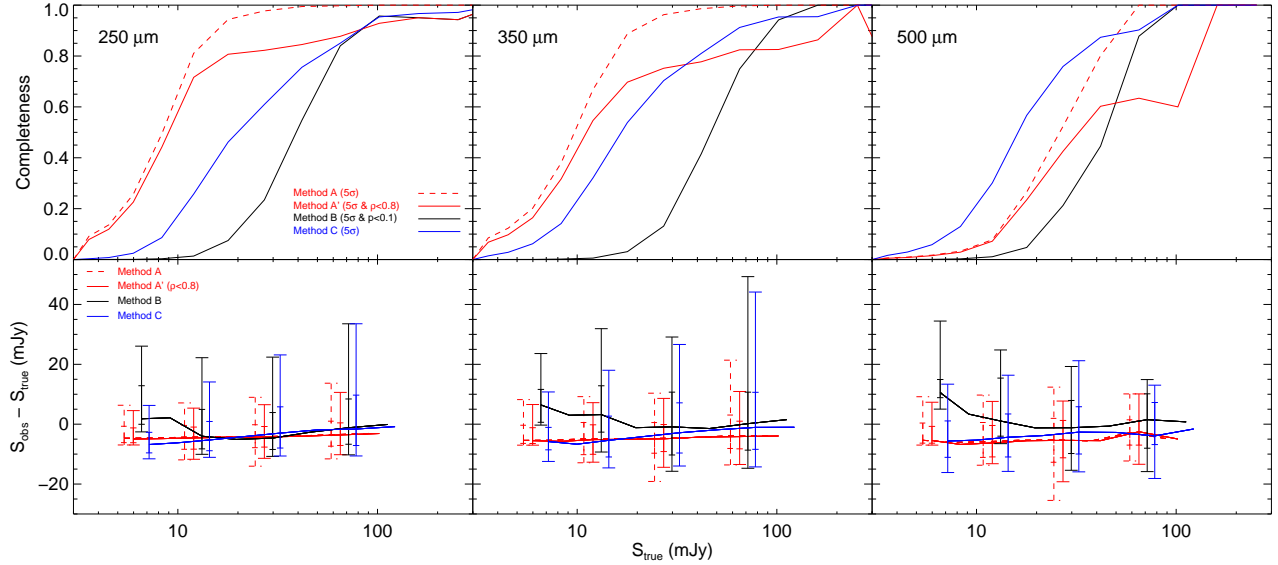 250 μm
350 μm
500 μm
Completeness
1.0
0.8
0.6
0.4
0.2
0.0
Method A (5σ)
Method A' (5σ & ρ<0.8)
Method B (5σ & ρ<0.1)
Method C (5σ)
S_obs − S_true (mJy)
40
20
0
−20
Method A
Method A' (ρ<0.8)
Method B
Method C
10 100 10 100 10 100
S_true (mJy)